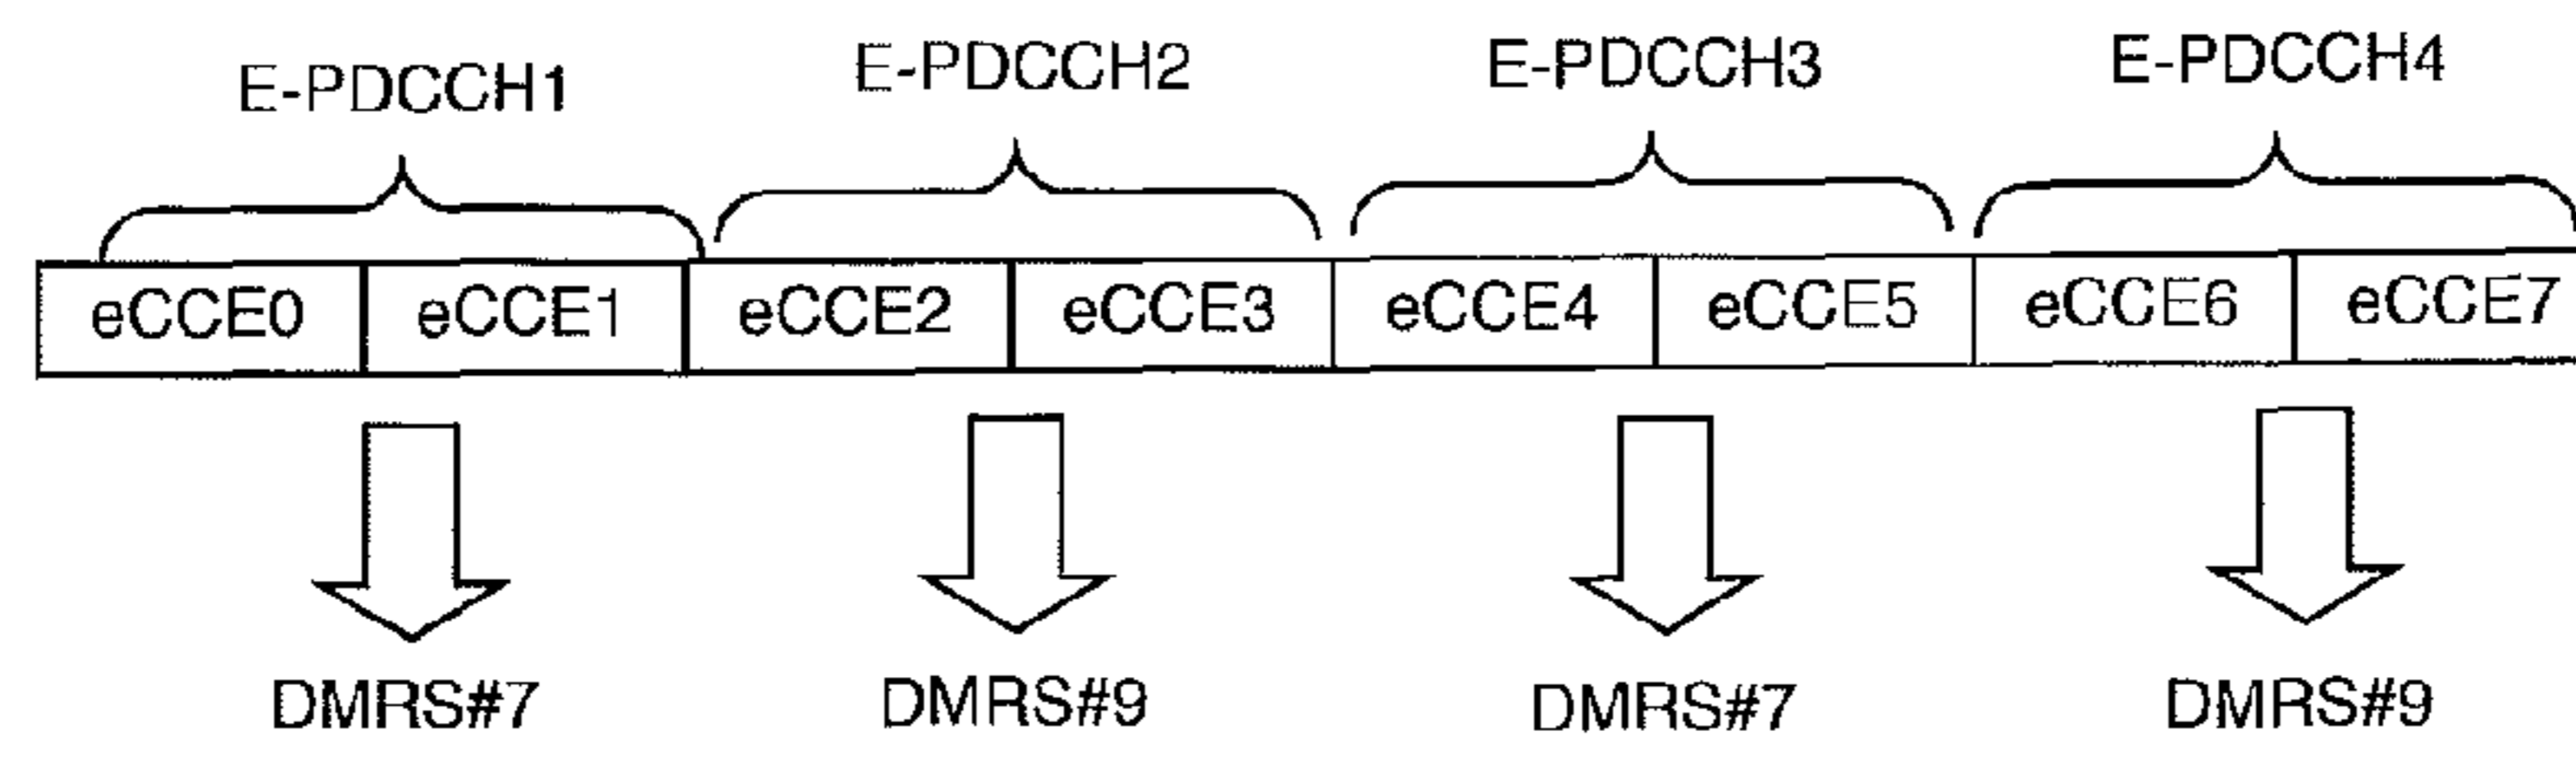 E-PDCCH1 E-PDCCH2 E-PDCCH3 E-PDCCH4
eCCE0 eCCE1 eCCE2 eCCE3 eCCE4 eCCE5 eCCE6 eCCE7
DMRS#7 DMRS#9 DMRS#7 DMRS#9